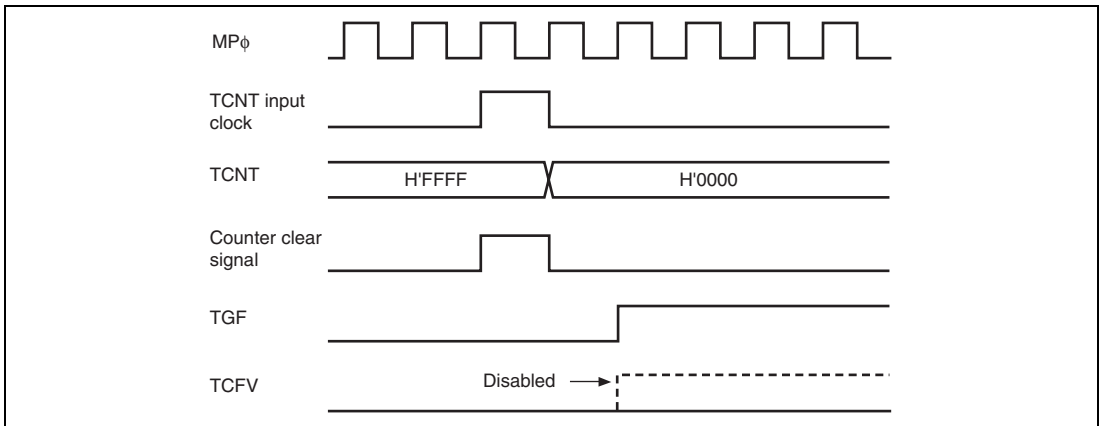 MPφ
TCNT input
clock
TCNT
H'FFFF
H'0000
Counter clear
signal
TGF
TCFV
Disabled